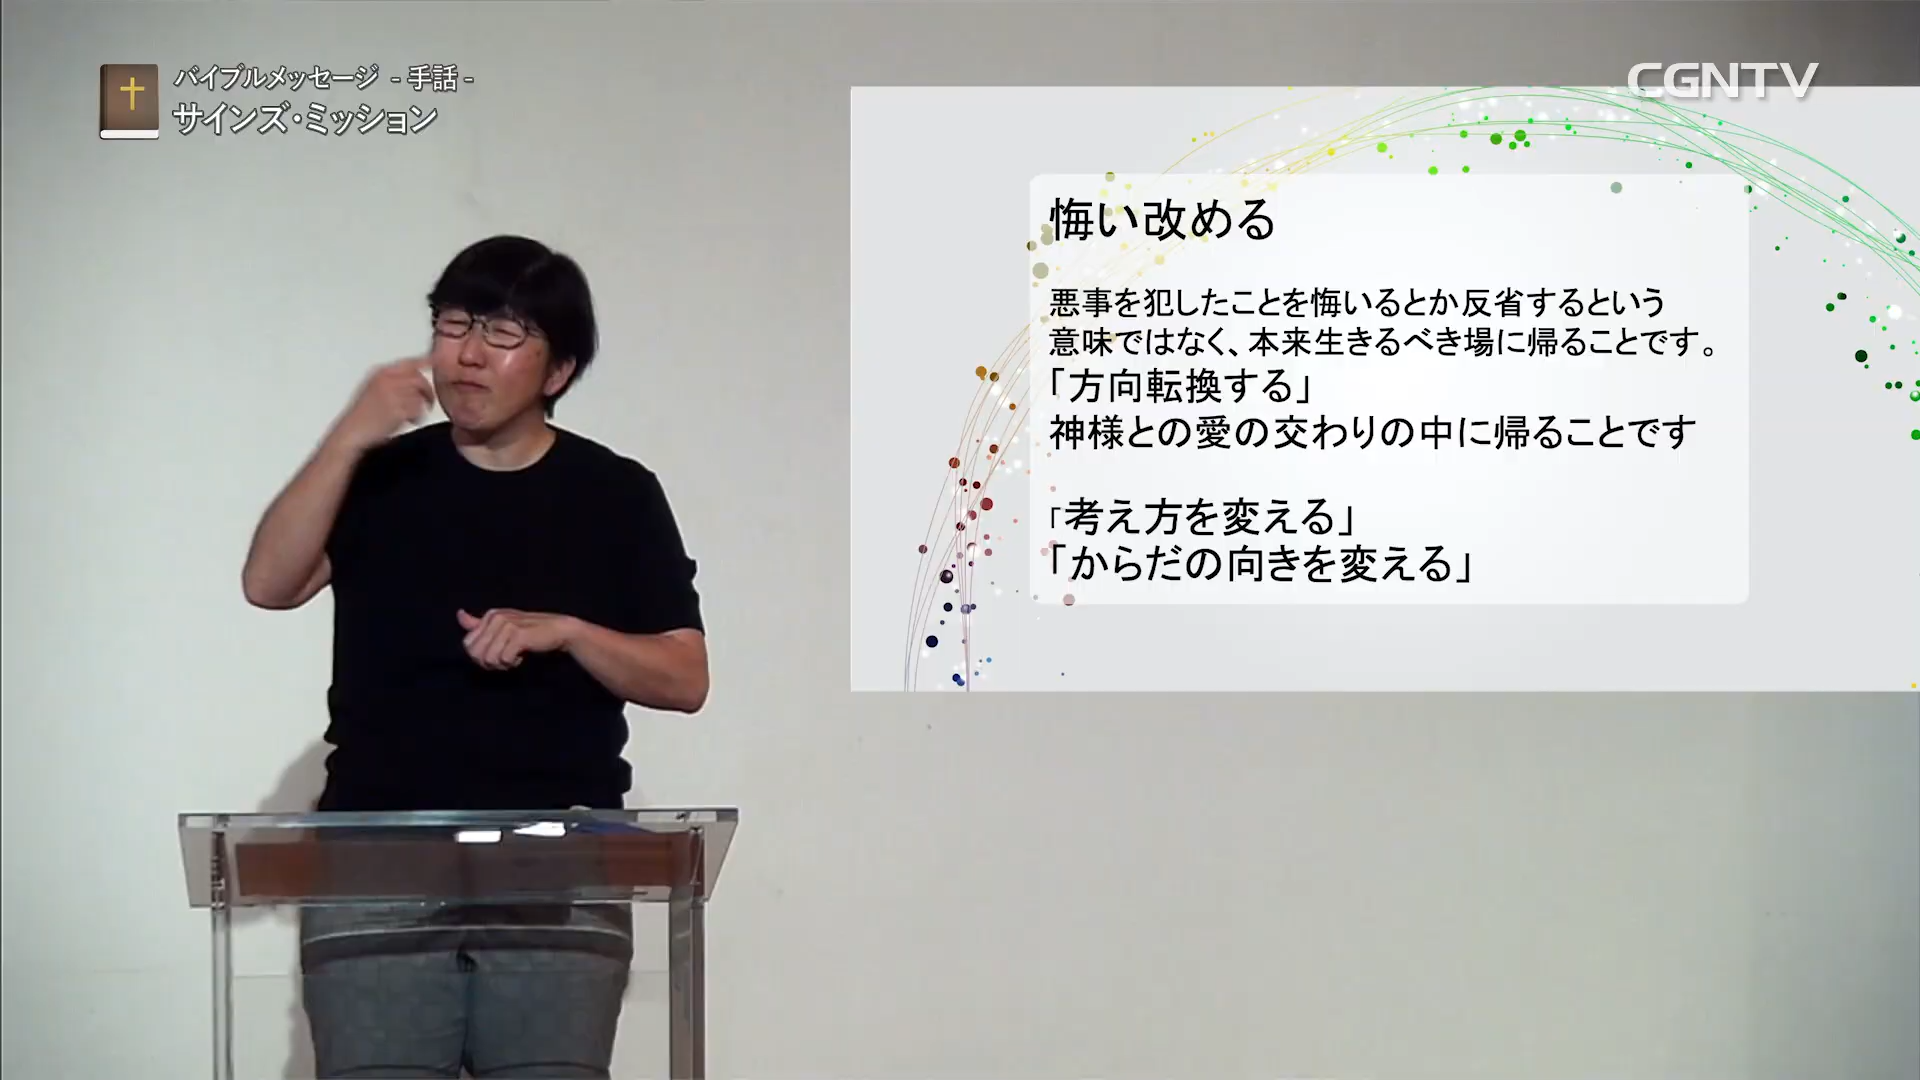 バイブルメッセージ - 手話 -
サインズ・ミッション
CGNTV
悔い改める
悪事を犯したことを悔いるとか反省するという
意味ではなく、本来生きるべき場に帰ることです。
「方向転換する」
神様との愛の交わりの中に帰ることです
「考え方を変える」
「からだの向きを変える」